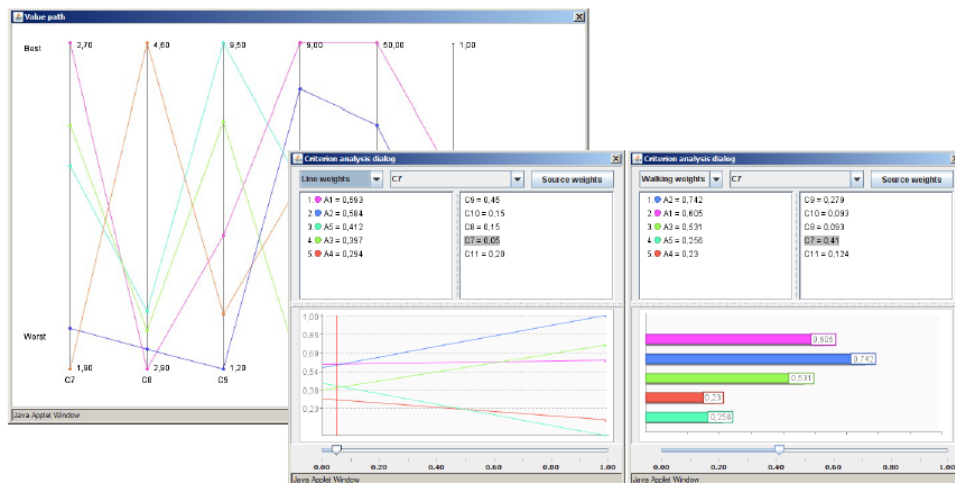 Value path
Best
2,70
4,60
9,50
9,00
50,00
1,00
Worst
1,90
2,90
1,20
C7
C8
C9
Java Applet Window
Criterion analysis dialog
Line weights
C7
Source weights
1. A1 = 0,593
2. A2 = 0,584
3. A5 = 0,412
4. A3 = 0,397
5. A4 = 0,294
C9 = 0,45
C10 = 0,15
C8 = 0,15
C7 = 0,05
C11 = 0,20
1,00
0,85
0,69
0,54
0,38
0,23
0.00
0.20
0.40
0.60
0.80
1.00
Java Applet Window
Criterion analysis dialog
Walking weights
C7
Source weights
1. A2 = 0,742
2. A1 = 0,605
3. A3 = 0,531
4. A5 = 0,256
5. A4 = 0,23
C9 = 0,279
C10 = 0,093
C8 = 0,093
C7 = 0,41
C11 = 0,124
0,742
0,531
0,23
0,256
0.00
0.20
0.40
0.60
0.80
1.00
Java Applet Window